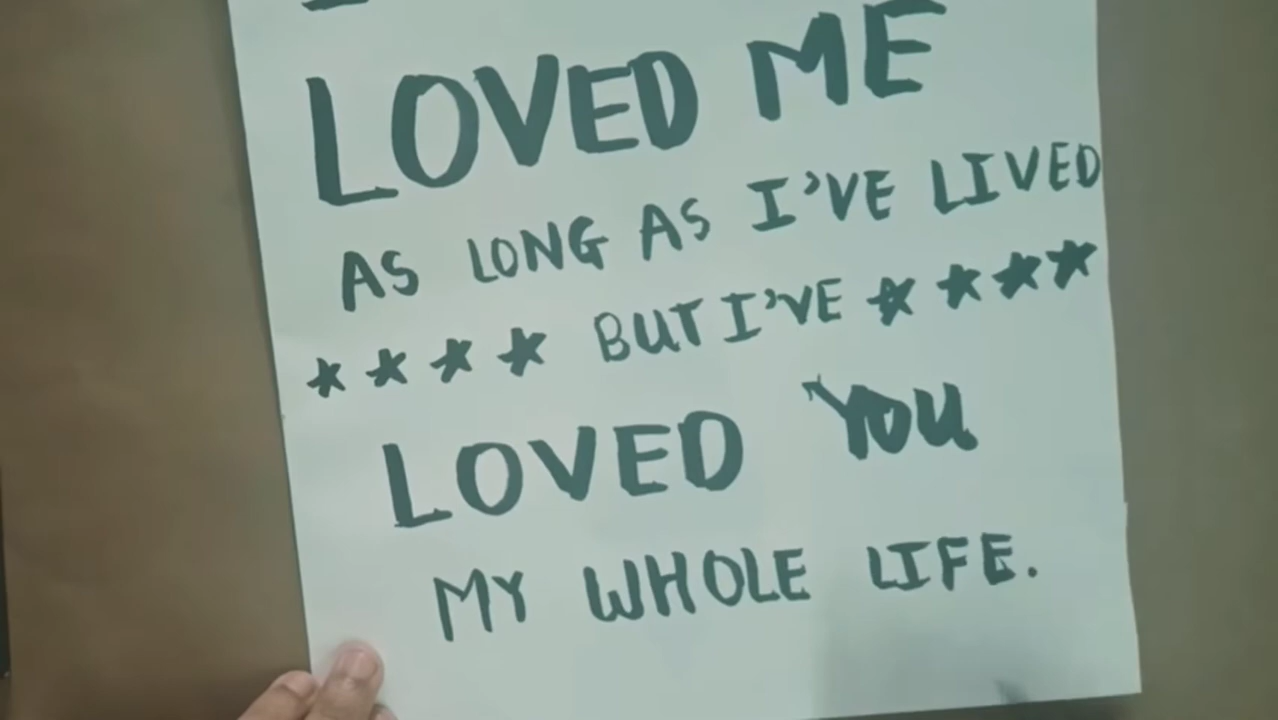 LOVED ME
AS LONG AS I'VE LIVED
**** BUT I'VE ****
LOVED YOU
MY WHOLE LIFE.